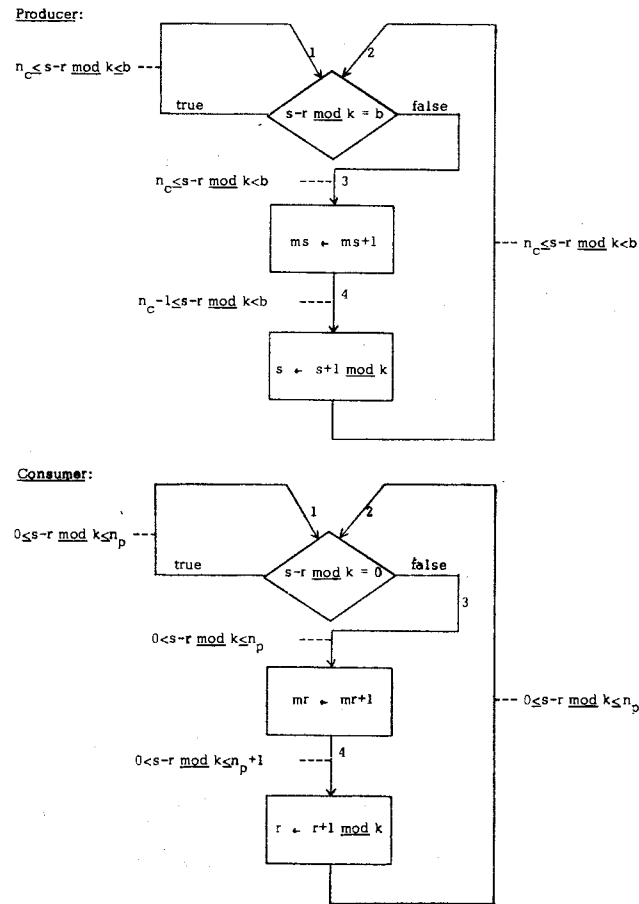 Producer:
1
2
n_c≤s-r mod k≤b
true
s-r mod k = b
false
n_c≤s-r mod k<b
3
ms ← ms+1
n_c≤s-r mod k<b
n_c-1≤s-r mod k<b
4
s ← s+1 mod k
Consumer:
1
2
0≤s-r mod k≤n_p
true
s-r mod k = 0
false
3
0<s-r mod k≤n_p
mr ← mr+1
0≤s-r mod k≤n_p
0<s-r mod k≤n_p+1
4
r ← r+1 mod k